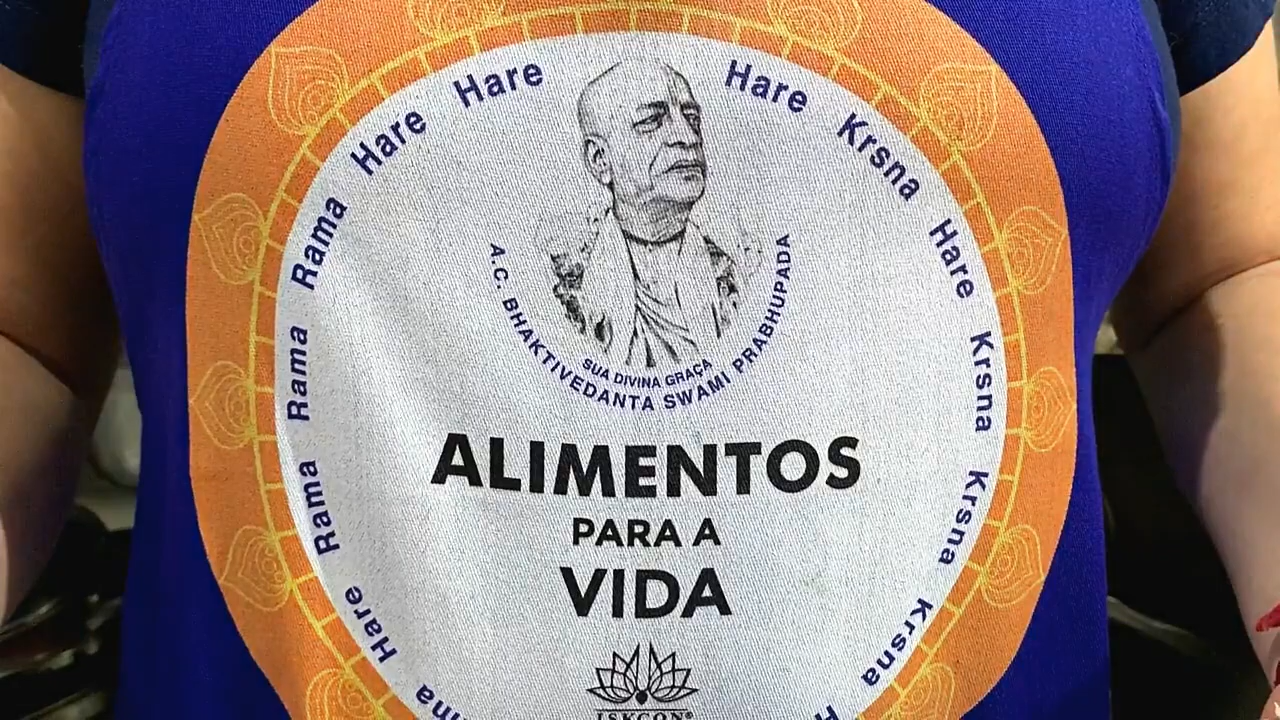 Hare Krsna Hare Krsna Krsna Krsna
Hare Rama Rama Rama Hare Hare
SUA DIVINA GRAÇA
A.C. BHAKTIVEDANTA SWAMI PRABHUPADA
ALIMENTOS
PARA A
VIDA
ISKCON®